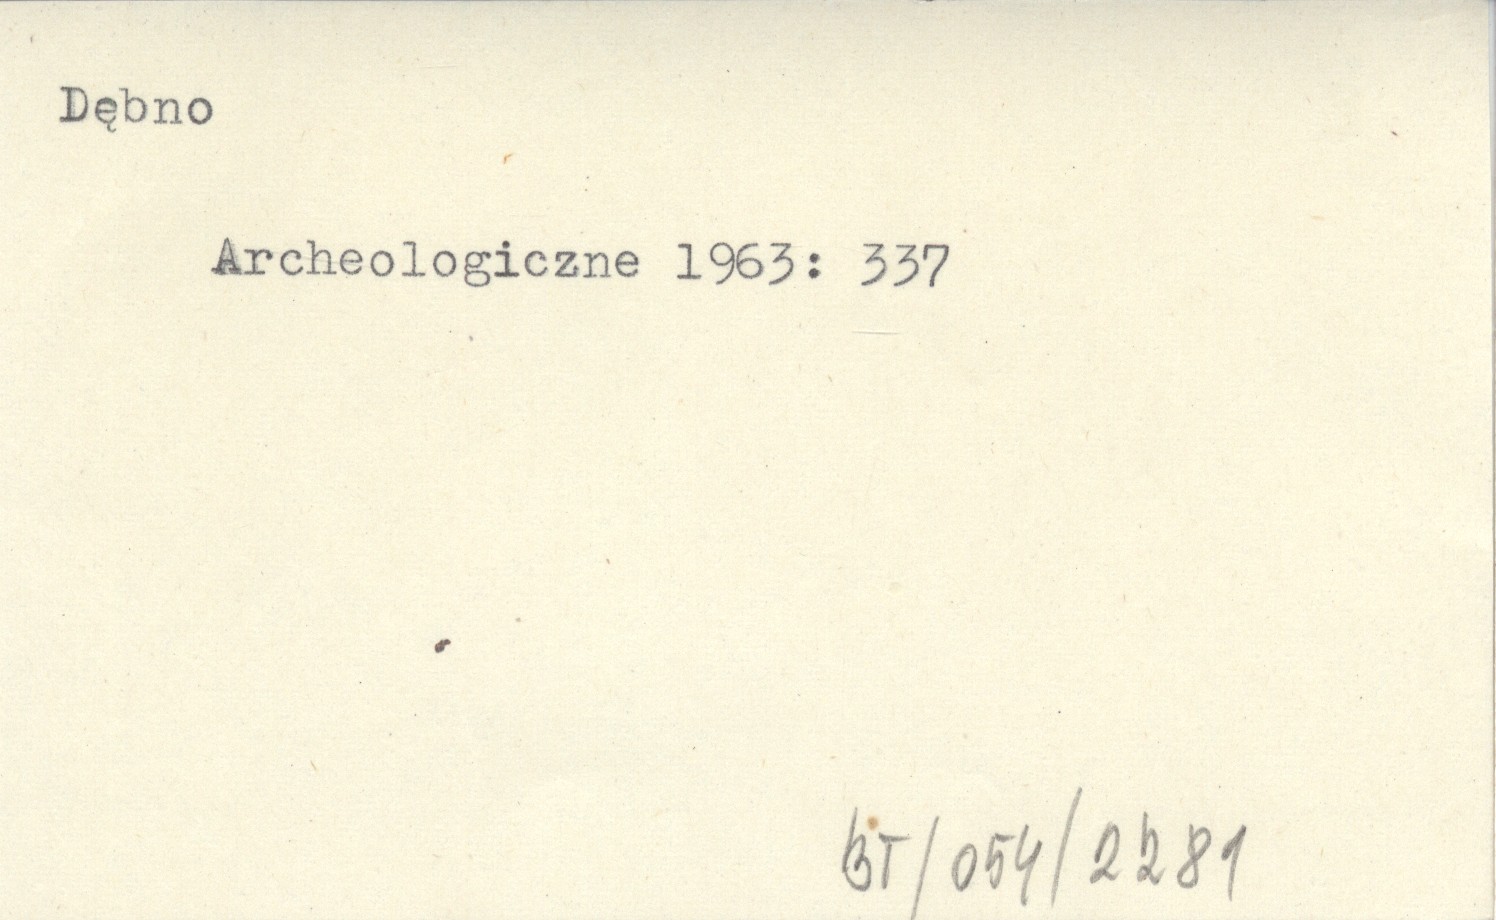 Dębno
Archeologiczne 1963: 337
BT/054/2281